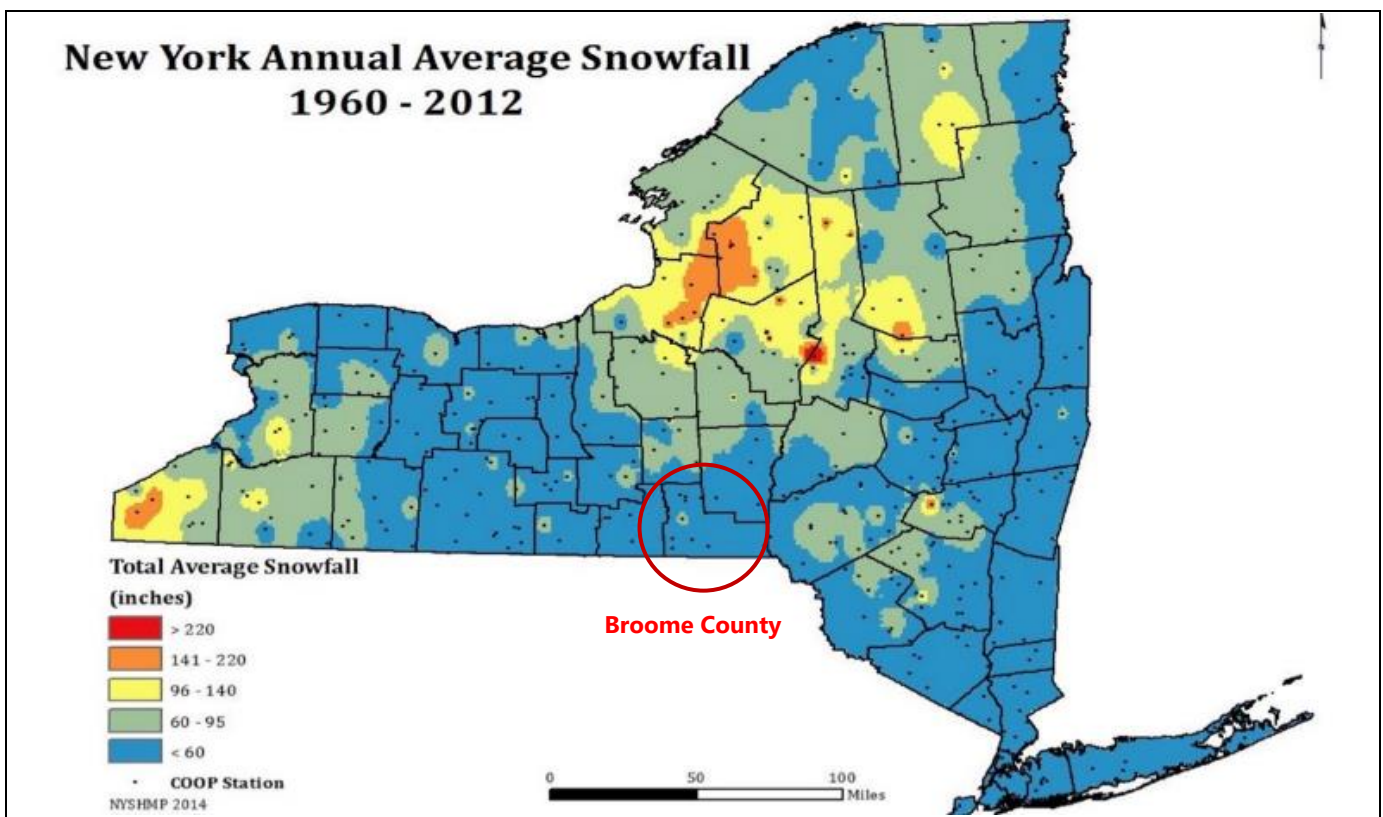 New York Annual Average Snowfall
1960 - 2012
Broome County
Total Average Snowfall
(inches)
> 220
141 - 220
96 - 140
60 - 95
< 60
COOP Station
NYSHMP 2014
0 50 100
Miles